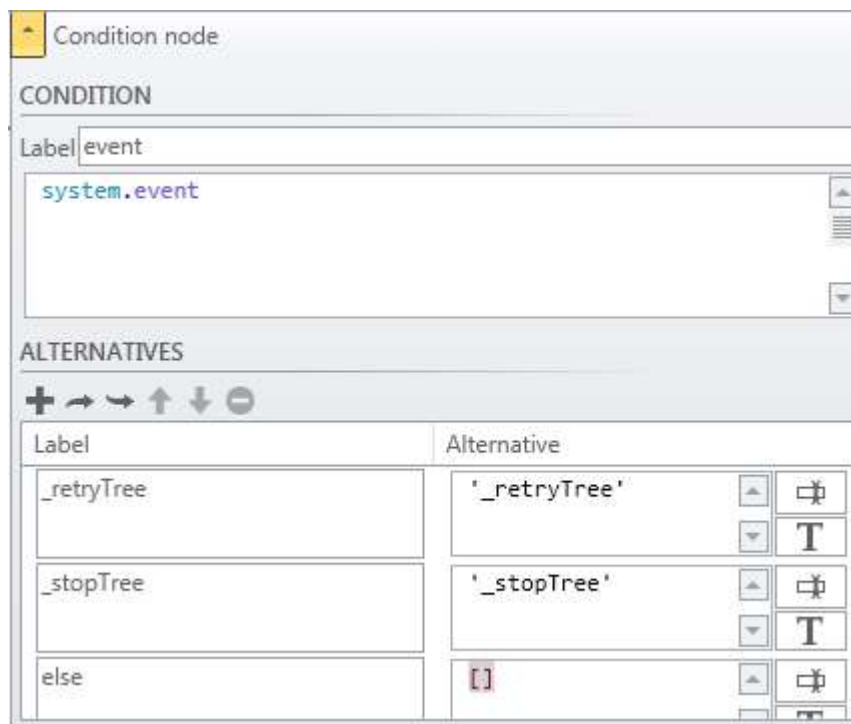 Condition node
CONDITION
Label event
system.event
ALTERNATIVES
Label Alternative
_retryTree '_retryTree'
T
_stopTree '_stopTree'
T
else []